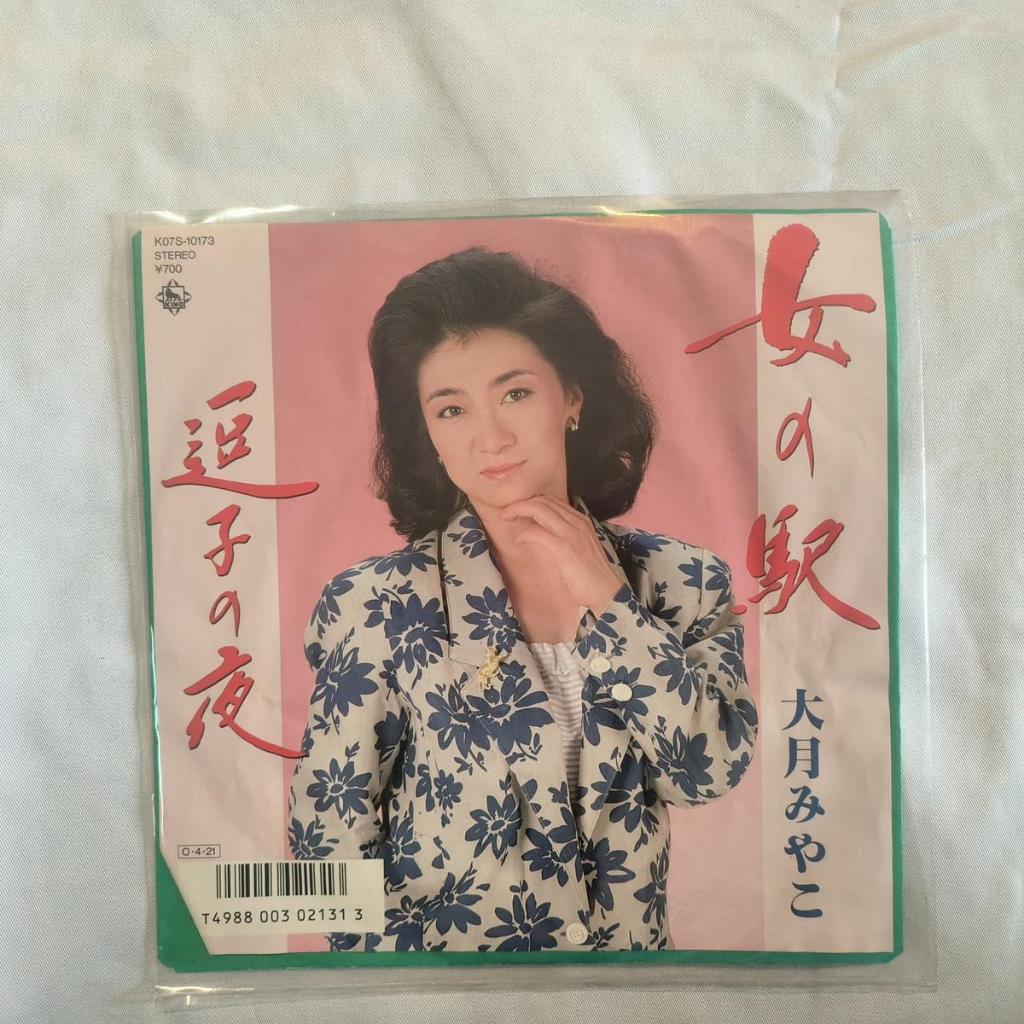 K07S-10173
STEREO
¥700
KING
女の駅
大月みやこ
逗子の夜
O・4・21
T4988 003 02131 3